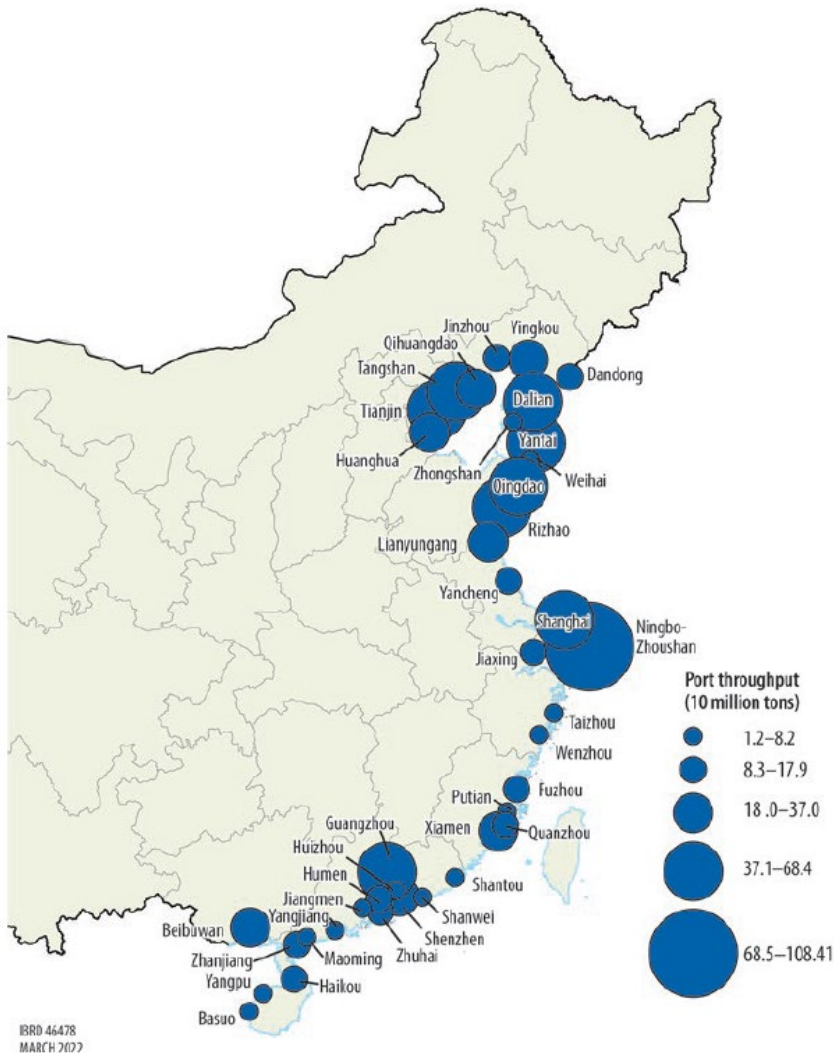 Jinzhou
Yingkou
Qihuangdao
Tangshan
Dandong
Dalian
Tianjin
Yantai
Huanghua
Zhongshan
Weihai
Qingdao
Rizhao
Lianyungang
Yancheng
Shanghai
Ningbo-
Zhoushan
Jiaxing
Port throughput
(10 million tons)
Taizhou
1.2–8.2
Wenzhou
8.3–17.9
Fuzhou
Putian
18.0–37.0
Guangzhou
Xiamen
Quanzhou
Huizhou
37.1–68.4
Humen
Shantou
Jiangmen
Shanwei
Yangjiang
Beibuwan
Shenzhen
68.5–108.41
Zhanjiang
Maoming
Zhuhai
Yangpu
Haikou
Basuo
IBRD 46478
MARCH 2022